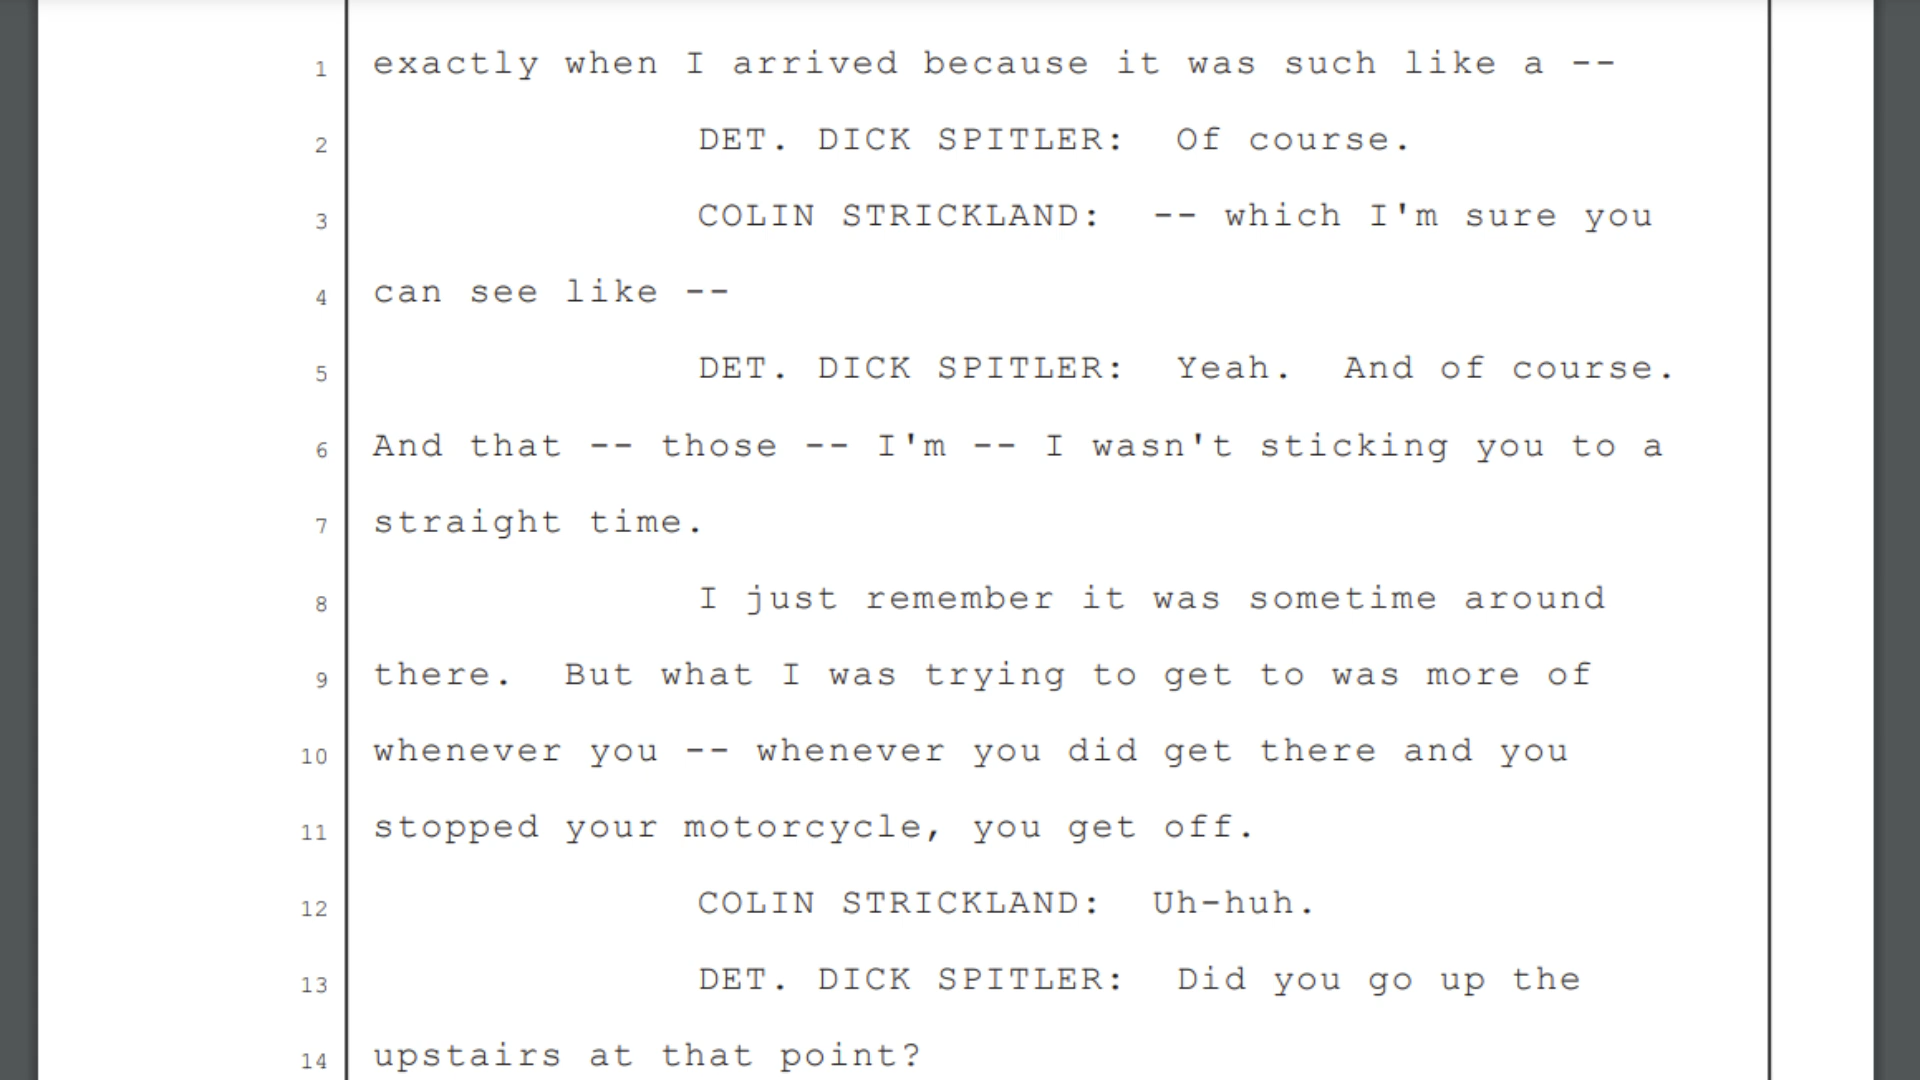 1 exactly when I arrived because it was such like a --
2 DET. DICK SPITLER:  Of course.
3 COLIN STRICKLAND:  -- which I'm sure you
4 can see like --
5 DET. DICK SPITLER:  Yeah.  And of course.
6 And that -- those -- I'm -- I wasn't sticking you to a
7 straight time.
8 I just remember it was sometime around
9 there.  But what I was trying to get to was more of
10 whenever you -- whenever you did get there and you
11 stopped your motorcycle, you get off.
12 COLIN STRICKLAND:  Uh-huh.
13 DET. DICK SPITLER:  Did you go up the
14 upstairs at that point?